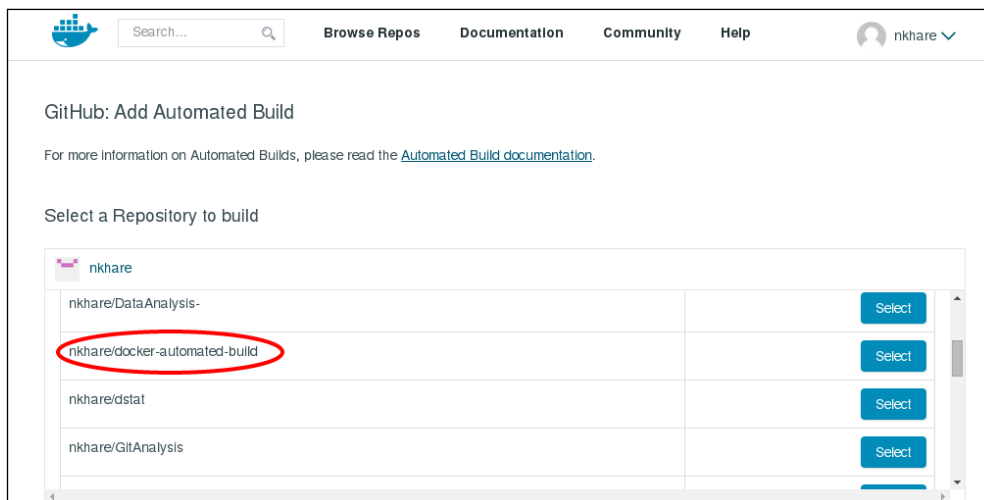 Search... Browse Repos Documentation Community Help nkhare
GitHub: Add Automated Build
For more information on Automated Builds, please read the Automated Build documentation.
Select a Repository to build
nkhare
nkhare/DataAnalysis- Select
nkhare/docker-automated-build Select
nkhare/dstat Select
nkhare/GitAnalysis Select